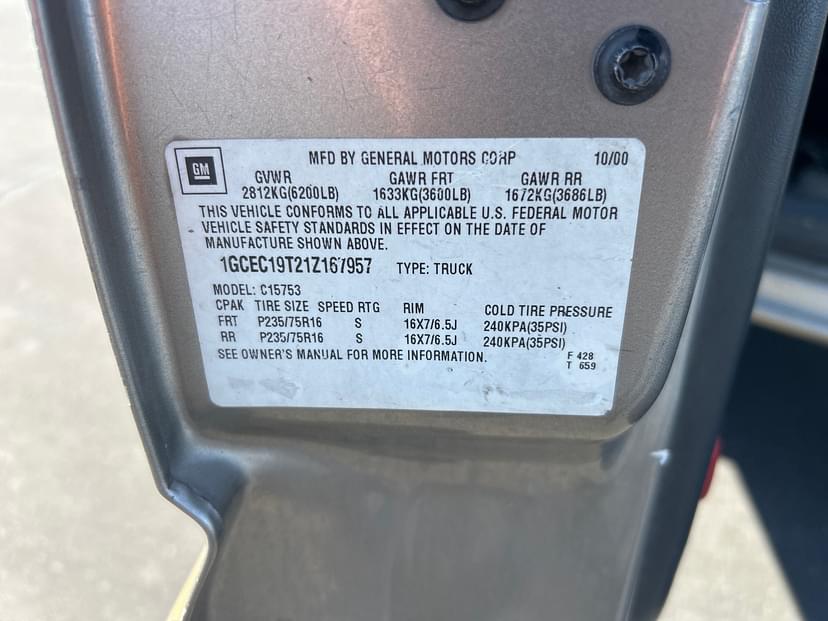 GM
MFD BY GENERAL MOTORS CORP 10/00
GVWR GAWR FRT GAWR RR
2812KG(6200LB) 1633KG(3600LB) 1672KG(3686LB)
THIS VEHICLE CONFORMS TO ALL APPLICABLE U.S. FEDERAL MOTOR
VEHICLE SAFETY STANDARDS IN EFFECT ON THE DATE OF
MANUFACTURE SHOWN ABOVE.
1GCEC19T21Z167957 TYPE: TRUCK
MODEL: C15753
CPAK TIRE SIZE SPEED RTG RIM COLD TIRE PRESSURE
FRT P235/75R16 S 16X7/6.5J 240KPA(35PSI)
RR P235/75R16 S 16X7/6.5J 240KPA(35PSI)
SEE OWNER'S MANUAL FOR MORE INFORMATION. F 428
T 659